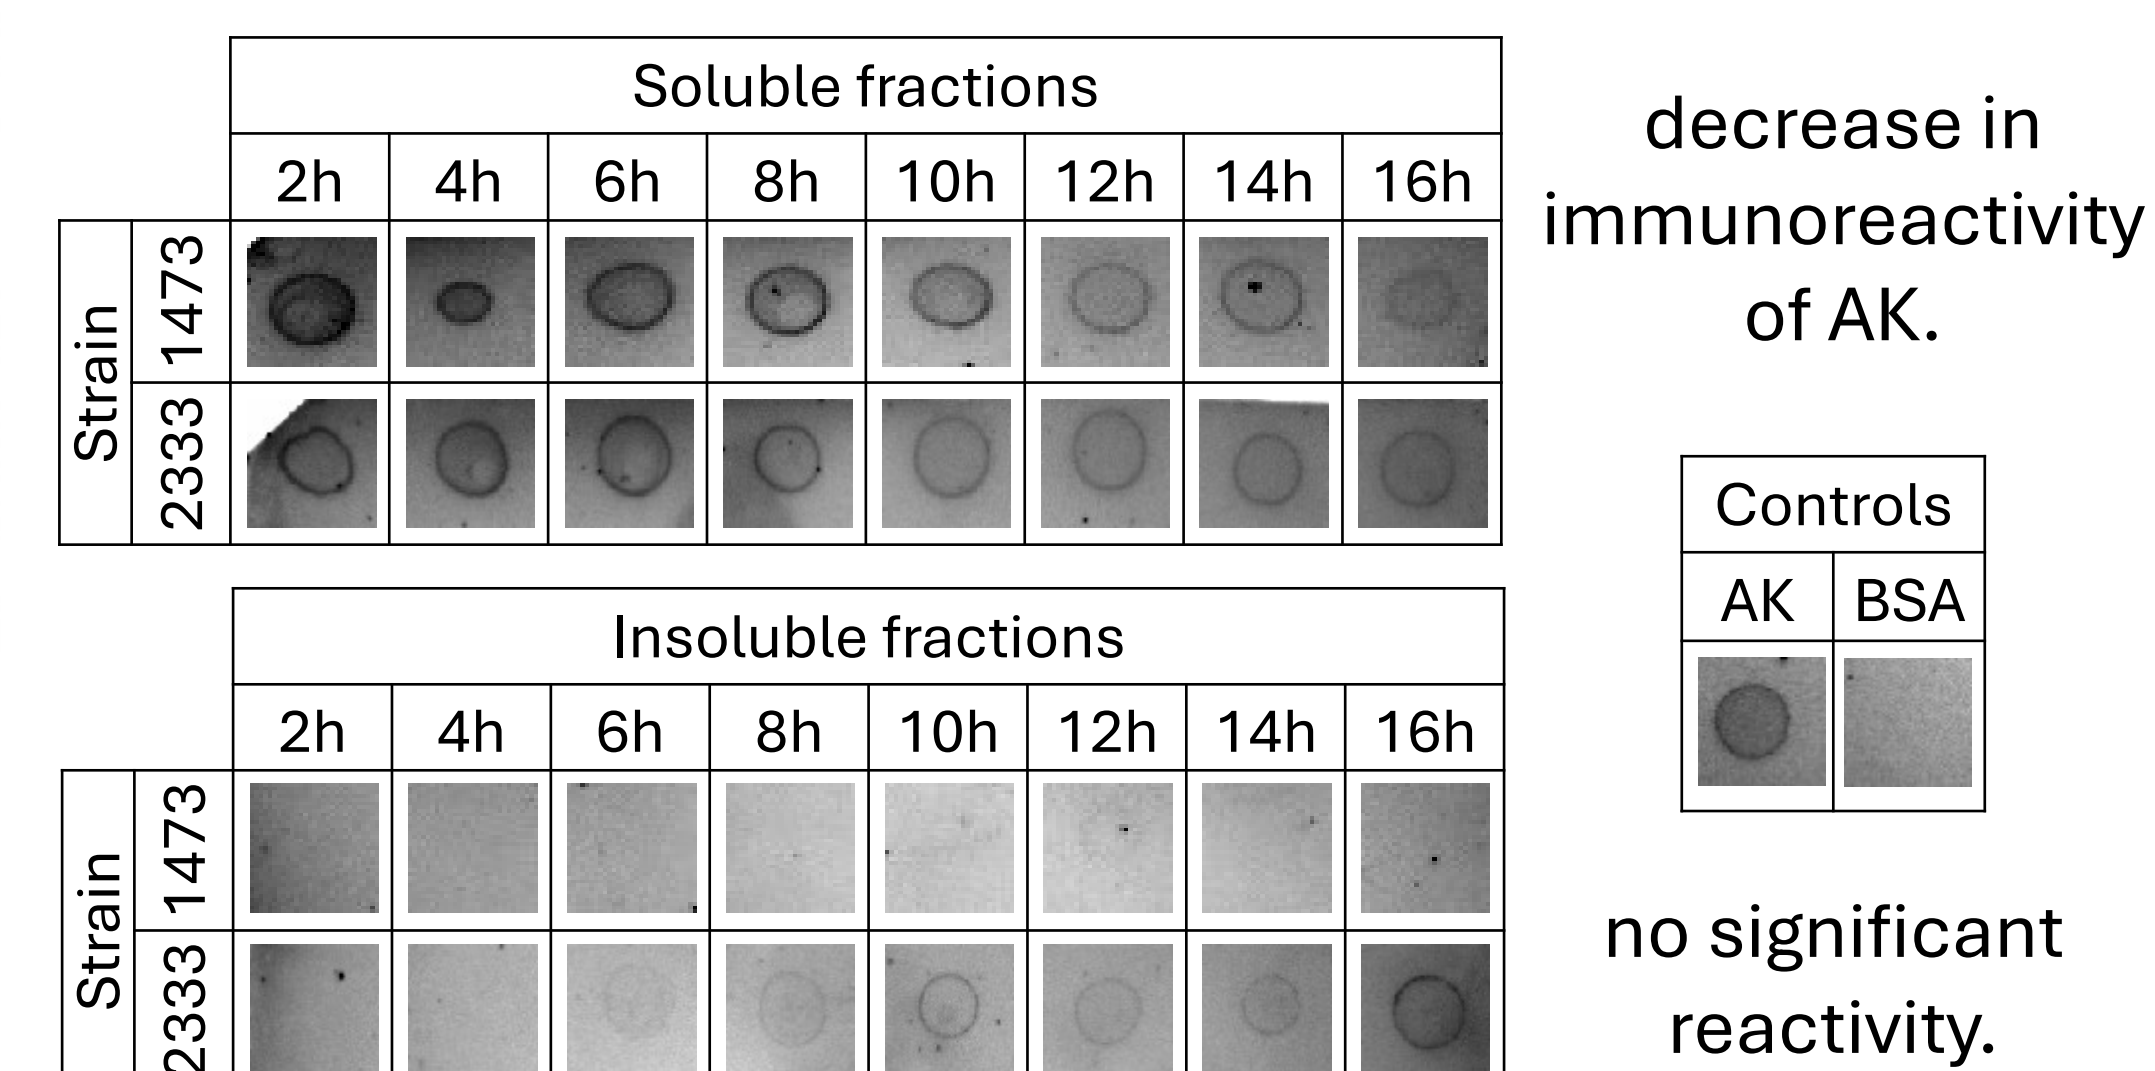 Soluble fractions
2h 4h 6h 8h 10h 12h 14h 16h
Strain
1473
2333
decrease in
immunoreactivity
of AK.
Controls
AK BSA
Insoluble fractions
2h 4h 6h 8h 10h 12h 14h 16h
Strain
1473
2333
no significant
reactivity.